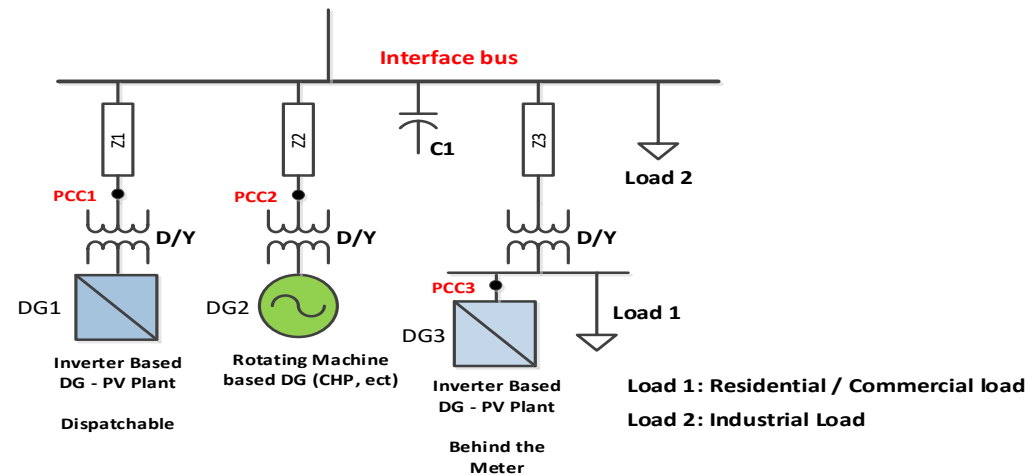 Interface bus
Z1
Z2
Z3
C1
Load 2
PCC1
PCC2
D/Y
D/Y
D/Y
PCC3
DG1
DG2
DG3
Load 1
Inverter Based
DG - PV Plant
Dispatchable
Rotating Machine
based DG (CHP, ect)
Inverter Based
DG - PV Plant
Behind the
Meter
Load 1: Residential / Commercial load
Load 2: Industrial Load